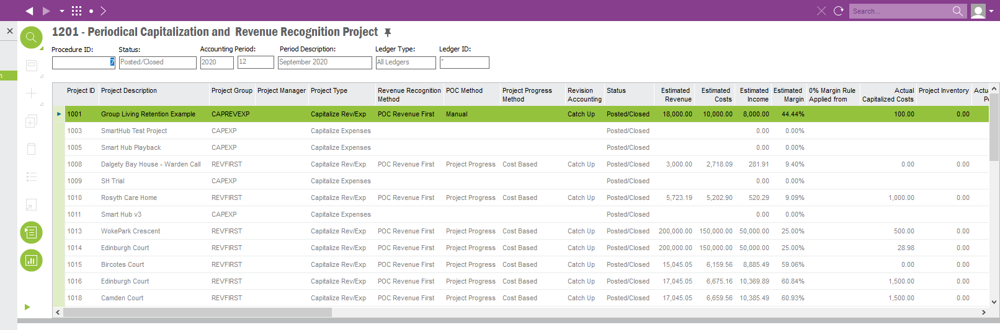 Search...
1201 - Periodical Capitalization and  Revenue Recognition Project
Procedure ID: Status: Accounting Period: Period Description: Ledger Type: Ledger ID:
7 Posted/Closed 2020 12 September 2020 All Ledgers *
n
Project ID Project Description Project Group Project Manager Project Type Revenue Recognition Method POC Method Project Progress Method Revision Accounting Status Estimated Revenue Estimated Costs Estimated Income Estimated Margin 0% Margin Rule Applied from Actual Capitalized Costs Project Inventory Actu Pe
1001 Group Living Retention Example CAPREVEXP Capitalize Rev/Exp POC Revenue First Manual Catch Up Posted/Closed 18,000.00 10,000.00 8,000.00 44.44% 100.00 0.00
1003 SmartHub Test Project CAPEXP Capitalize Expenses Posted/Closed 0.00 0.00%
1005 Smart Hub Playback CAPEXP Capitalize Expenses Posted/Closed 0.00 0.00%
1008 Dalgety Bay House - Warden Call REVFIRST Capitalize Rev/Exp POC Revenue First Project Progress Cost Based Catch Up Posted/Closed 3,000.00 2,718.09 281.91 9.40% 0.00 0.00
1009 SH Trial CAPEXP Capitalize Expenses Posted/Closed 0.00 0.00%
1010 Rosyth Care Home REVFIRST Capitalize Rev/Exp POC Revenue First Project Progress Cost Based Catch Up Posted/Closed 5,723.19 5,202.90 520.29 9.09% 1,000.00 0.00
1011 Smart Hub v3 CAPEXP Capitalize Expenses Posted/Closed 0.00 0.00%
1013 WokePark Crescent REVFIRST Capitalize Rev/Exp POC Revenue First Project Progress Cost Based Catch Up Posted/Closed 200,000.00 150,000.00 50,000.00 25.00% 500.00 0.00
1014 Edinburgh Court REVFIRST Capitalize Rev/Exp POC Revenue First Project Progress Cost Based Catch Up Posted/Closed 200,000.00 150,000.00 50,000.00 25.00% 28.98 0.00
1015 Bircotes Court REVFIRST Capitalize Rev/Exp POC Revenue First Project Progress Cost Based Catch Up Posted/Closed 15,045.05 6,159.56 8,885.49 59.06% 0.00 0.00
1016 Edinburgh Court REVFIRST Capitalize Rev/Exp POC Revenue First Project Progress Cost Based Catch Up Posted/Closed 17,045.05 6,675.16 10,369.89 60.84% 1,500.00 0.00
1018 Camden Court REVFIRST Capitalize Rev/Exp POC Revenue First Project Progress Cost Based Catch Up Posted/Closed 17,045.05 6,659.56 10,385.49 60.93% 1,500.00 0.00